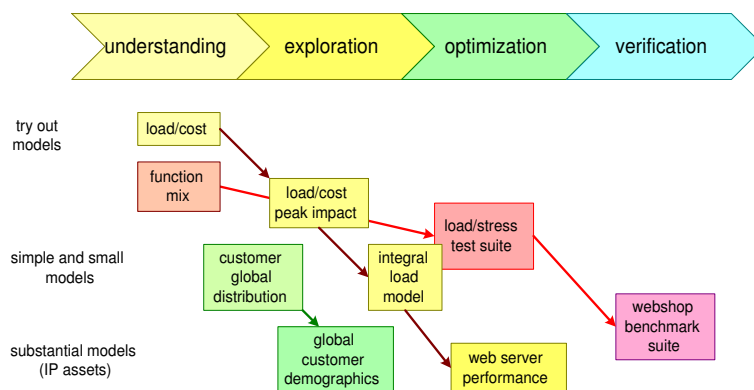 understanding
exploration
optimization
verification
try out
models
load/cost
function
mix
load/cost
peak impact
load/stress
test suite
simple and small
models
customer
global
distribution
integral
load
model
webshop
benchmark
suite
substantial models
(IP assets)
global
customer
demographics
web server
performance